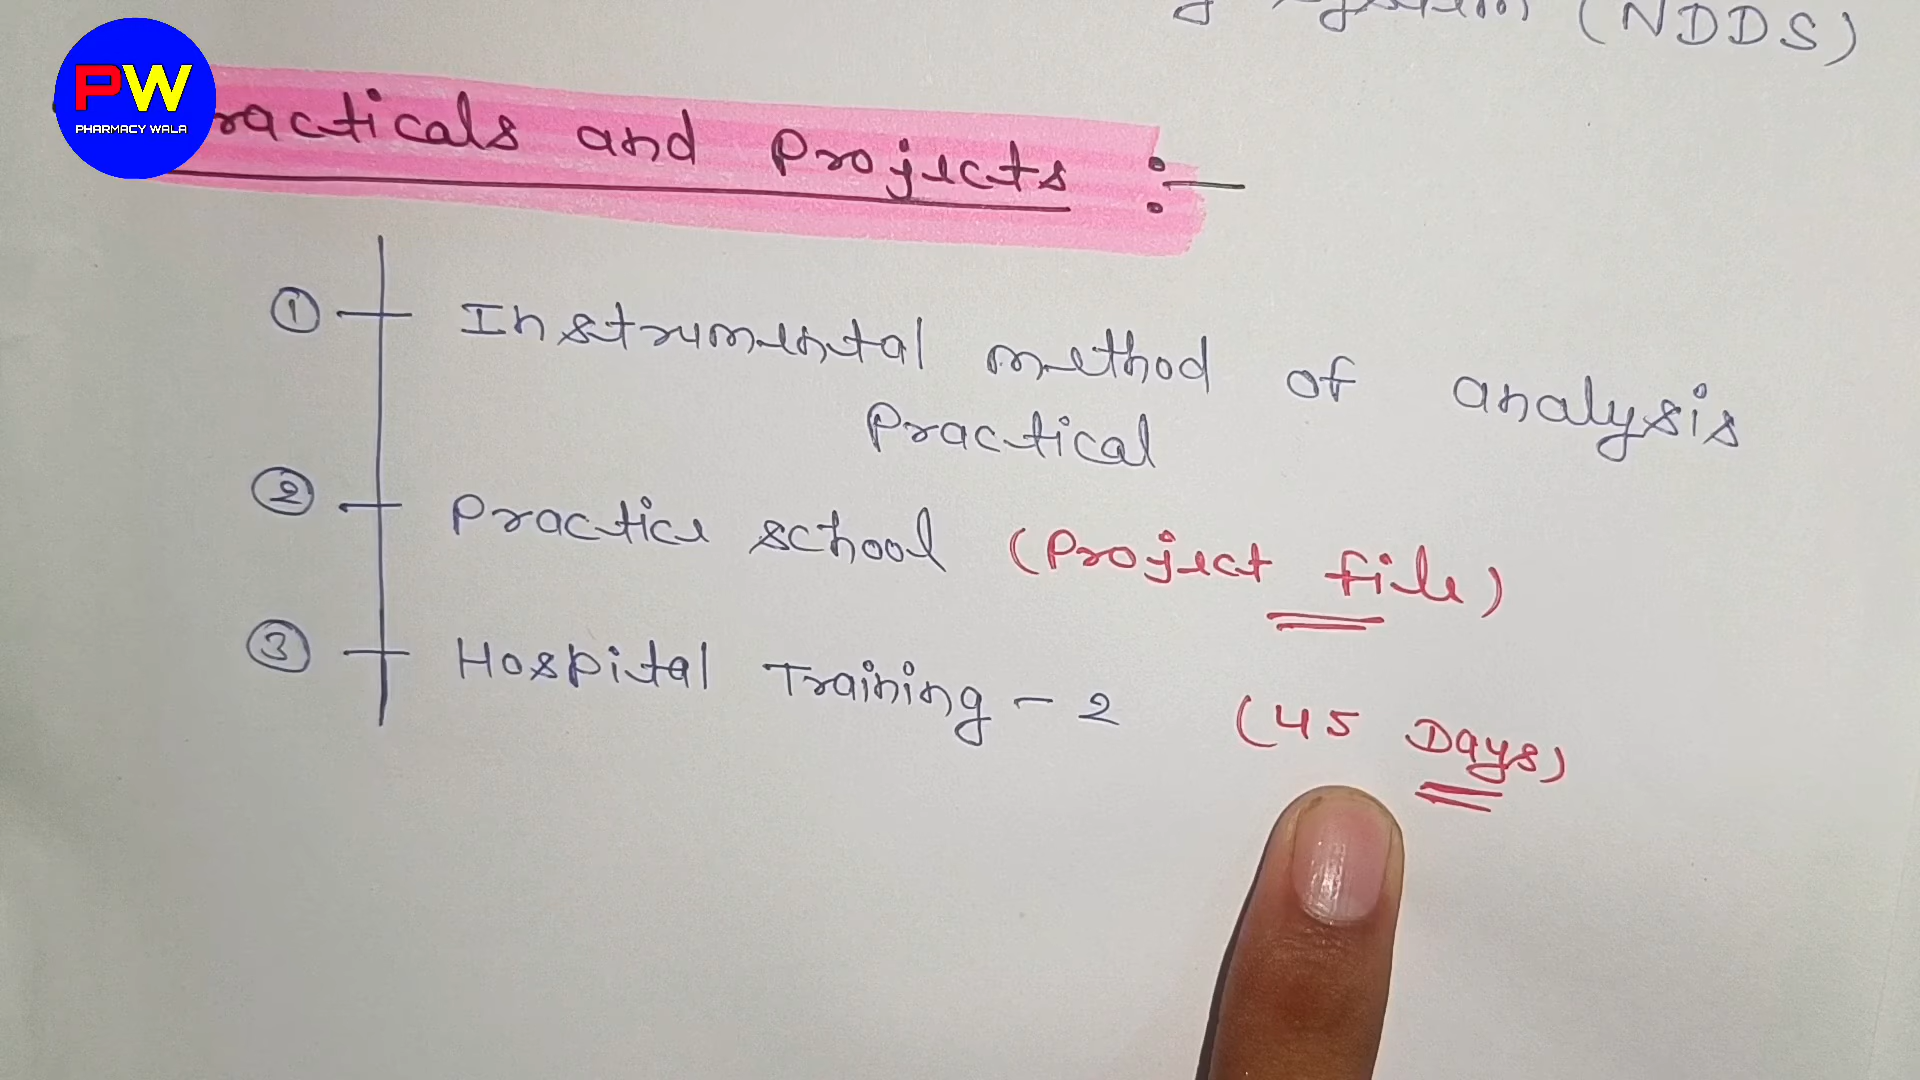 (NDDS)
PW
PHARMACY WALA
racticals and Projects :-
① Instrumental method of analysis
Practical
② Practice school (Project file)
③ Hospital Training - 2 (45 Days)